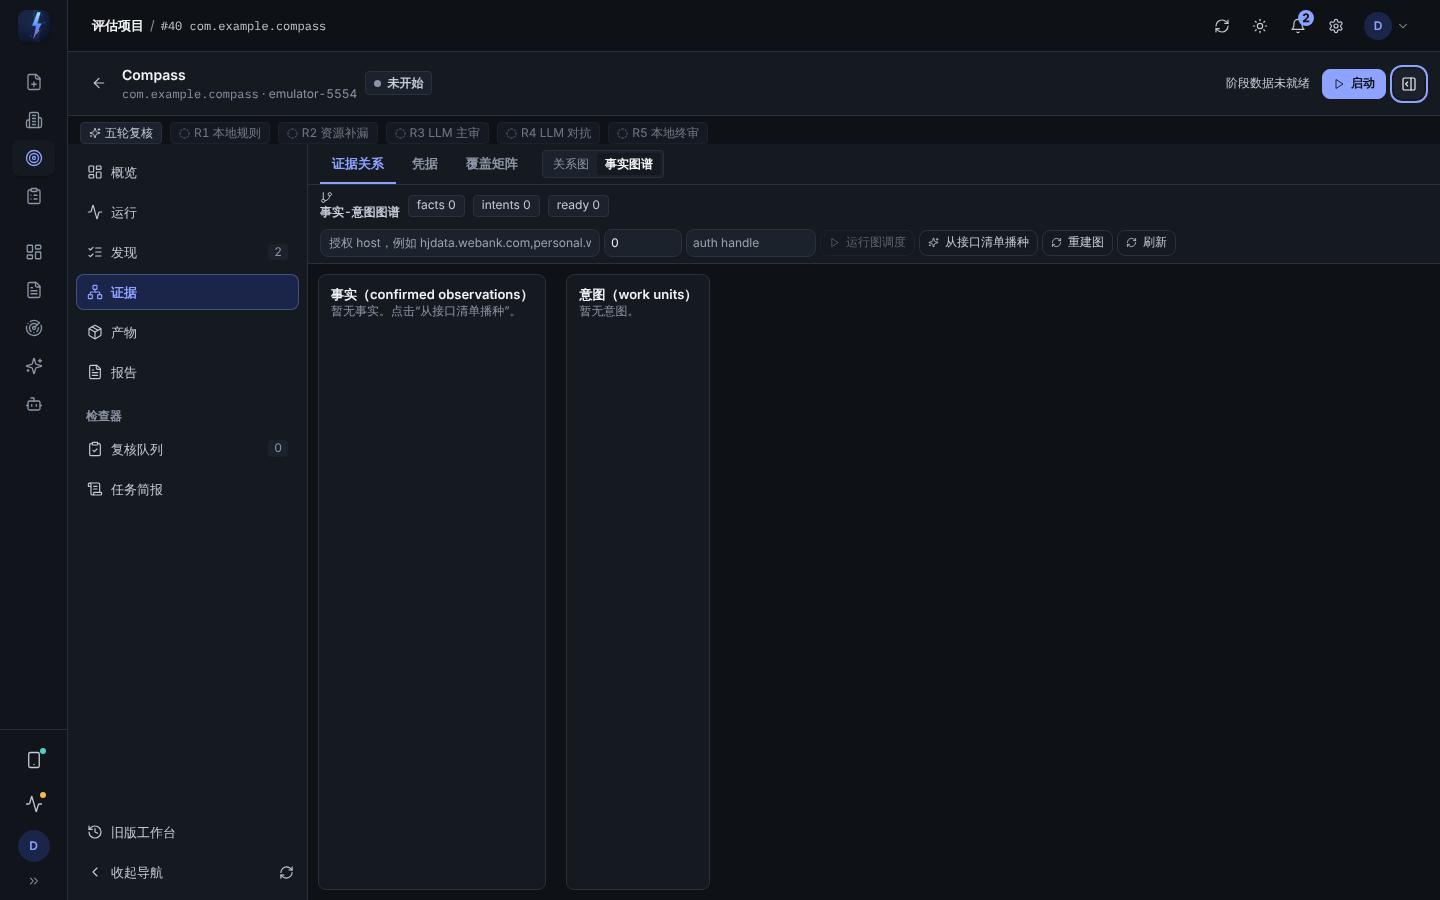 评估项目 / #40 com.example.compass
2
D
Compass
com.example.compass · emulator-5554
未开始
阶段数据未就绪
启动
五轮复核
R1 本地规则
R2 资源补漏
R3 LLM 主审
R4 LLM 对抗
R5 本地终审
概览
运行
发现 2
证据
产物
报告
检查器
复核队列 0
任务简报
旧版工作台
收起导航
D
证据关系
凭据
覆盖矩阵
关系图
事实图谱
事实-意图图谱
facts 0
intents 0
ready 0
授权 host，例如 hjdata.webank.com,personal.w
0
auth handle
运行图调度
从接口清单播种
重建图
刷新
事实（confirmed observations）
暂无事实。点击“从接口清单播种”。
意图（work units）
暂无意图。